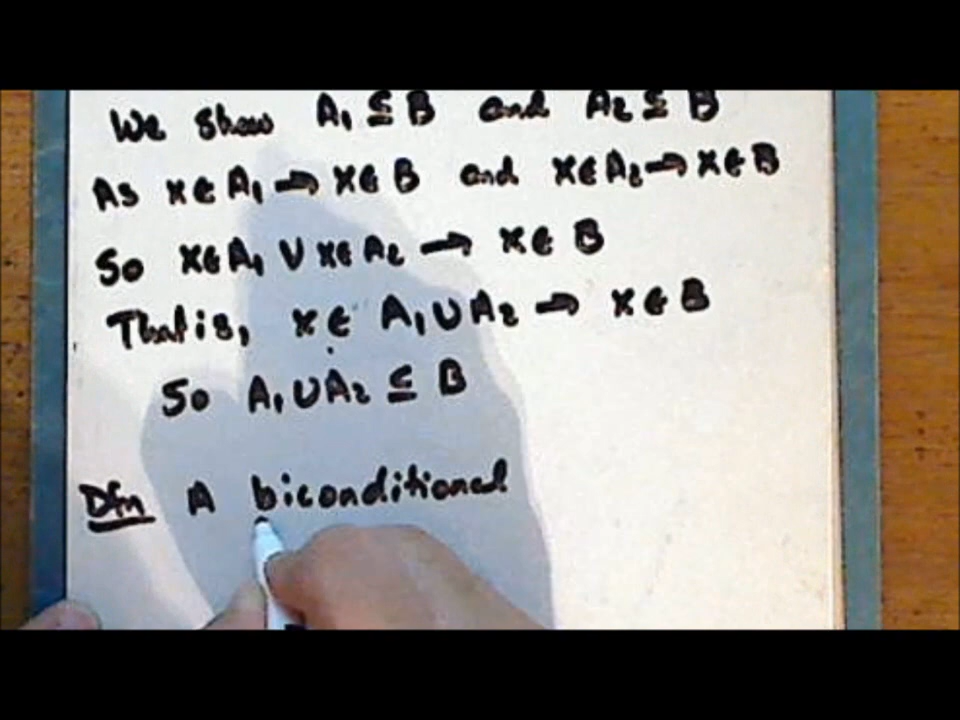 We show A₁ ⊆ B and A₂ ⊆ B
As x ∈ A₁ → x ∈ B and x ∈ A₂ → x ∈ B
So x ∈ A₁ ∪ x ∈ A₂ → x ∈ B
That is, x ∈ A₁ ∪ A₂ → x ∈ B
So A₁ ∪ A₂ ⊆ B
Dfn A biconditional